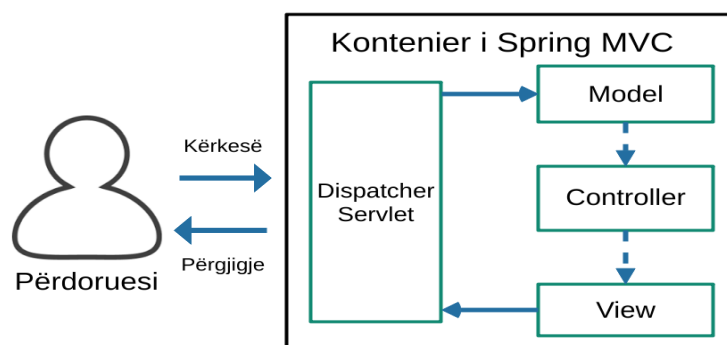 Kontenier i Spring MVC
Model
Kërkesë
Dispatcher
Servlet
Controller
Përgjigje
Përdoruesi
View